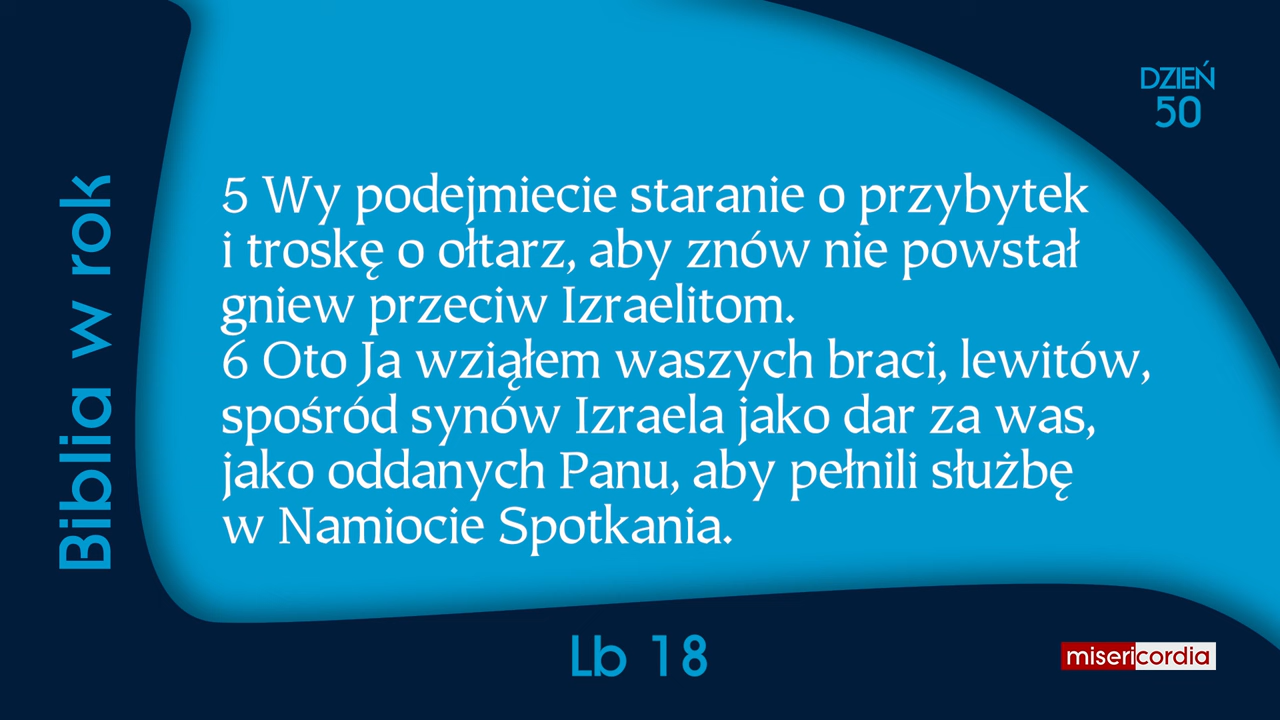 DZIEŃ
50
Biblia w rok
5 Wy podejmiecie staranie o przybytek
i troskę o ołtarz, aby znów nie powstał
gniew przeciw Izraelitom.
6 Oto Ja wziąłem waszych braci, lewitów,
spośród synów Izraela jako dar za was,
jako oddanych Panu, aby pełnili służbę
w Namiocie Spotkania.
Lb 18
misericordia